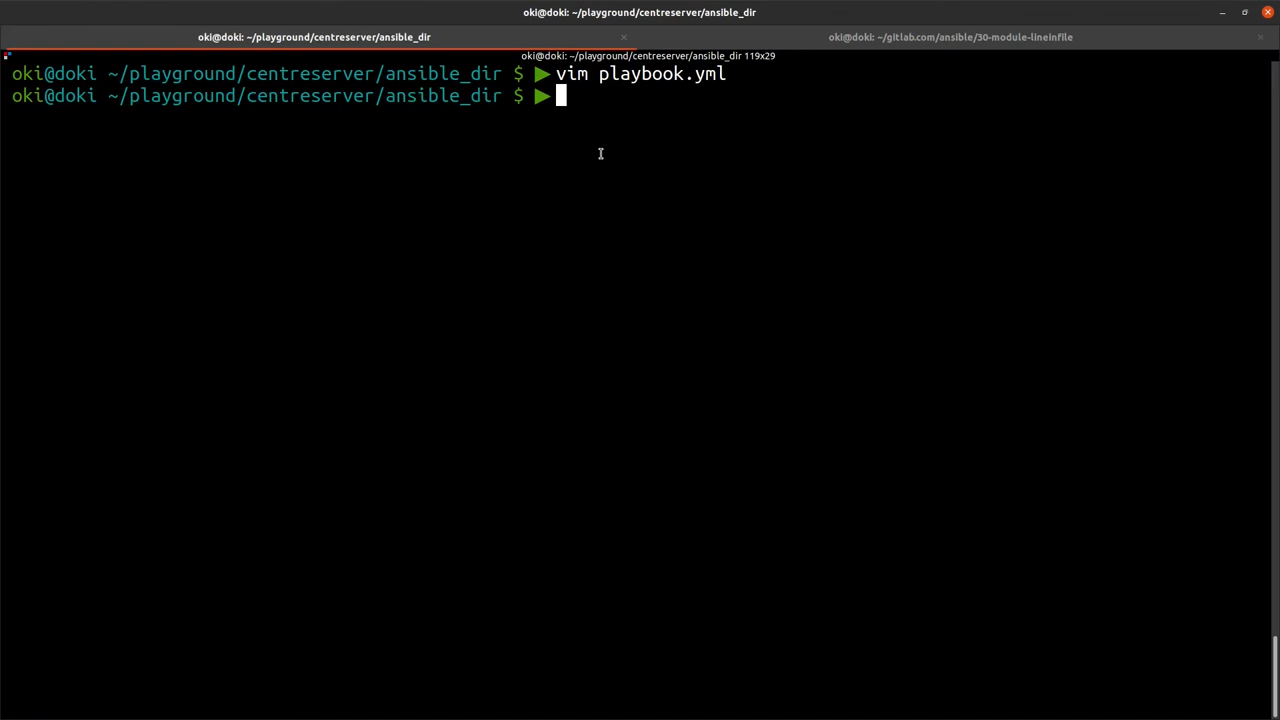 oki@doki: ~/playground/centreserver/ansible_dir
oki@doki: ~/playground/centreserver/ansible_dir
oki@doki: ~/gitlab.com/ansible/30-module-lineinfile
oki@doki: ~/playground/centreserver/ansible_dir 119x29
oki@doki ~/playground/centreserver/ansible_dir $ ▶vim playbook.yml
oki@doki ~/playground/centreserver/ansible_dir $ ▶